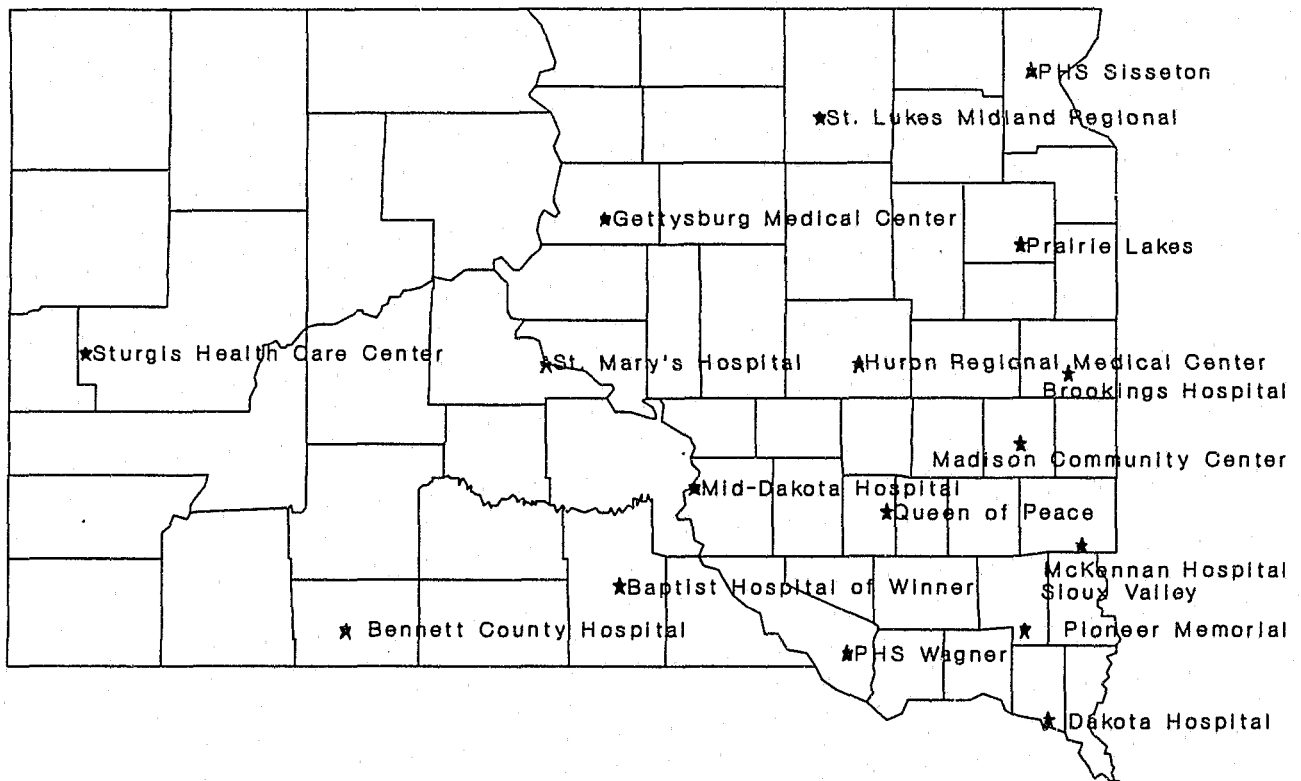 PHS Sisseton
St. Lukes Midland Regional
Gettysburg Medical Center
Prairie Lakes
Sturgis Health Care Center
St. Mary's Hospital
Huron Regional Medical Center
Brookings Hospital
Madison Community Center
Mid-Dakota Hospital
Queen of Peace
McKennan Hospital
Sioux Valley
Baptist Hospital of Winner
Bennett County Hospital
Pioneer Memorial
PHS Wagner
Dakota Hospital